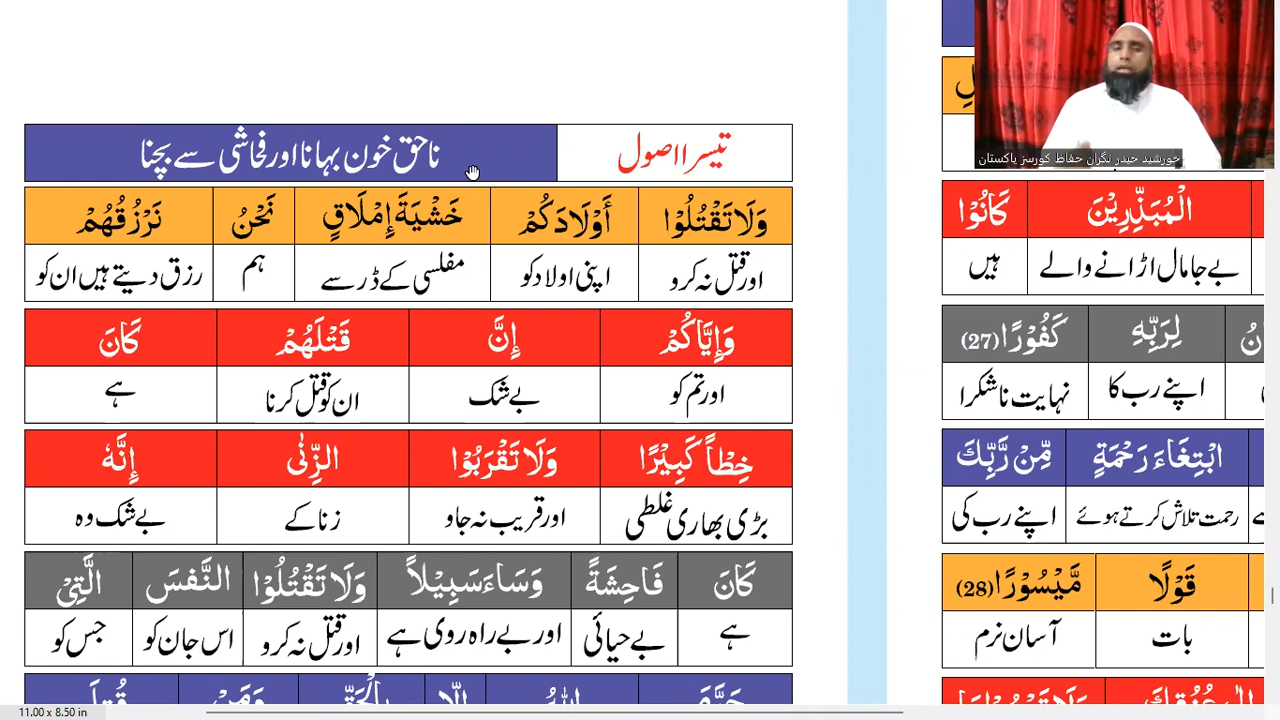 تیسرا اصول ناحق خون بہانا اور فحاشی سے بچنا
وَلَا تَقْتُلُوْا أَوْلَادَكُمْ خَشْيَةَ إِمْلَاقٍ نَحْنُ نَرْزُقُهُمْ
اور قتل نہ کرو اپنی اولاد کو مفلسی کے ڈر سے ہم رزق دیتے ہیں ان کو
وَإِيَّاكُمْ إِنَّ قَتْلَهُمْ كَانَ
اور تم کو بے شک ان کو قتل کرنا ہے
خِطْأً كَبِيْرًا وَلَا تَقْرَبُوْا الزِّنٰى إِنَّهٗ
بڑی بھاری غلطی اور قریب نہ جاو زنا کے بے شک وہ
كَانَ فَاحِشَةً وَسَاءَ سَبِيْلاً وَلَا تَقْتُلُوْا النَّفسَ الَّتِيْ
ہے بے حیائی اور بے راہ روی ہے اور قتل نہ کرو اس جان کو جس کو
حَرَّمَ اللهُ اِلَّا بِالْحَقِّ وَمَنْ قُتِلَ
خورشید حیدر نگران حفاظ کورسز پاکستان
الْمُبَذِّرِيْنَ كَانُوْا
بے جا مال اڑانے والے ہیں
لِرَبِّهٖ كَفُوْرًا (27)
اپنے رب کا نہایت ناشکرا
ابْتِغَاءَ رَحْمَةٍ مِّنْ رَّبِّكَ
رحمت تلاش کرتے ہوئے اپنے رب کی
قَوْلًا مَّيْسُوْرًا (28)
بات آسان نرم
11.00 x 8.50 in